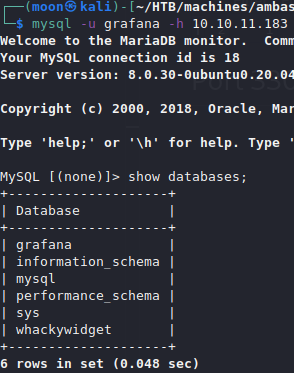 (moon㉿kali)-[~/HTB/machines/ambas
$ mysql -u grafana -h 10.10.11.183
Welcome to the MariaDB monitor.  Comm
Your MySQL connection id is 18
Server version: 8.0.30-0ubuntu0.20.04
Copyright (c) 2000, 2018, Oracle, Mar
Type 'help;' or '\h' for help. Type '
MySQL [(none)]> show databases;
+--------------------+
| Database           |
+--------------------+
| grafana            |
| information_schema |
| mysql              |
| performance_schema |
| sys                |
| whackywidget       |
+--------------------+
6 rows in set (0.048 sec)